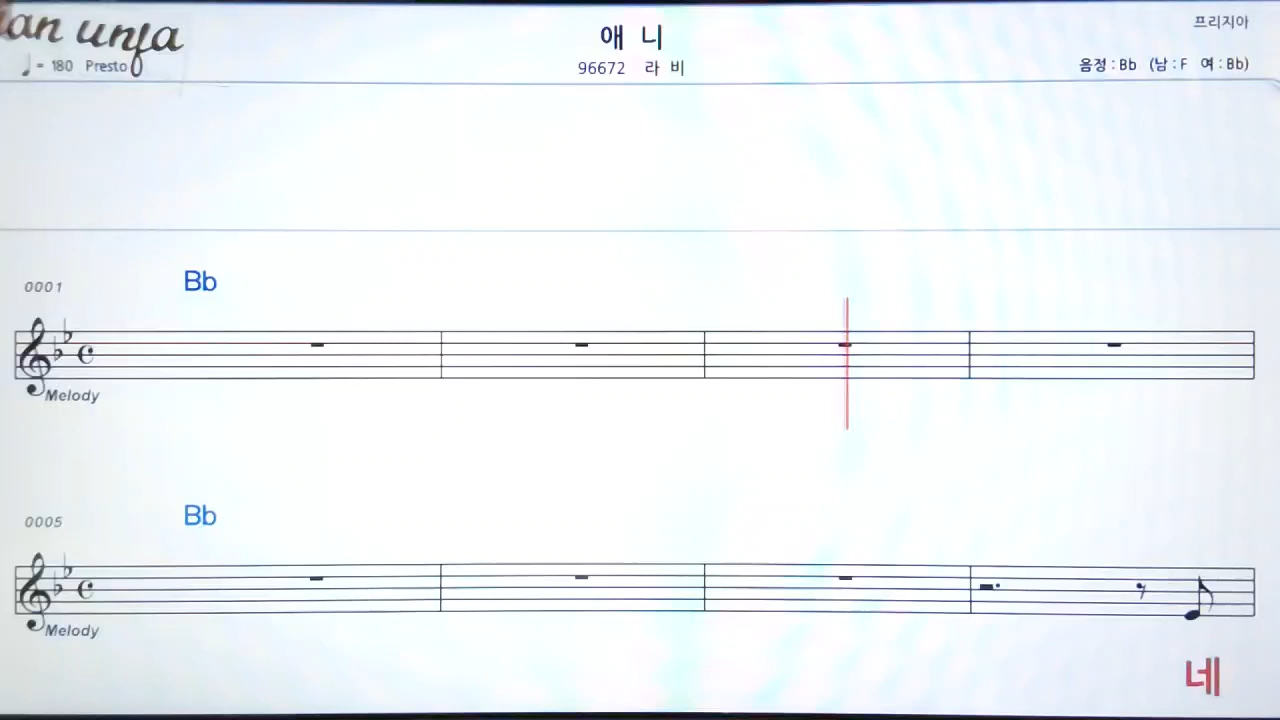 an unfa
애 니
프리지아
♩ = 180 Presto
96672 라 비
음정 : Bb (남 : F 여 : Bb)
0001 Bb
Melody
0005 Bb
Melody
네